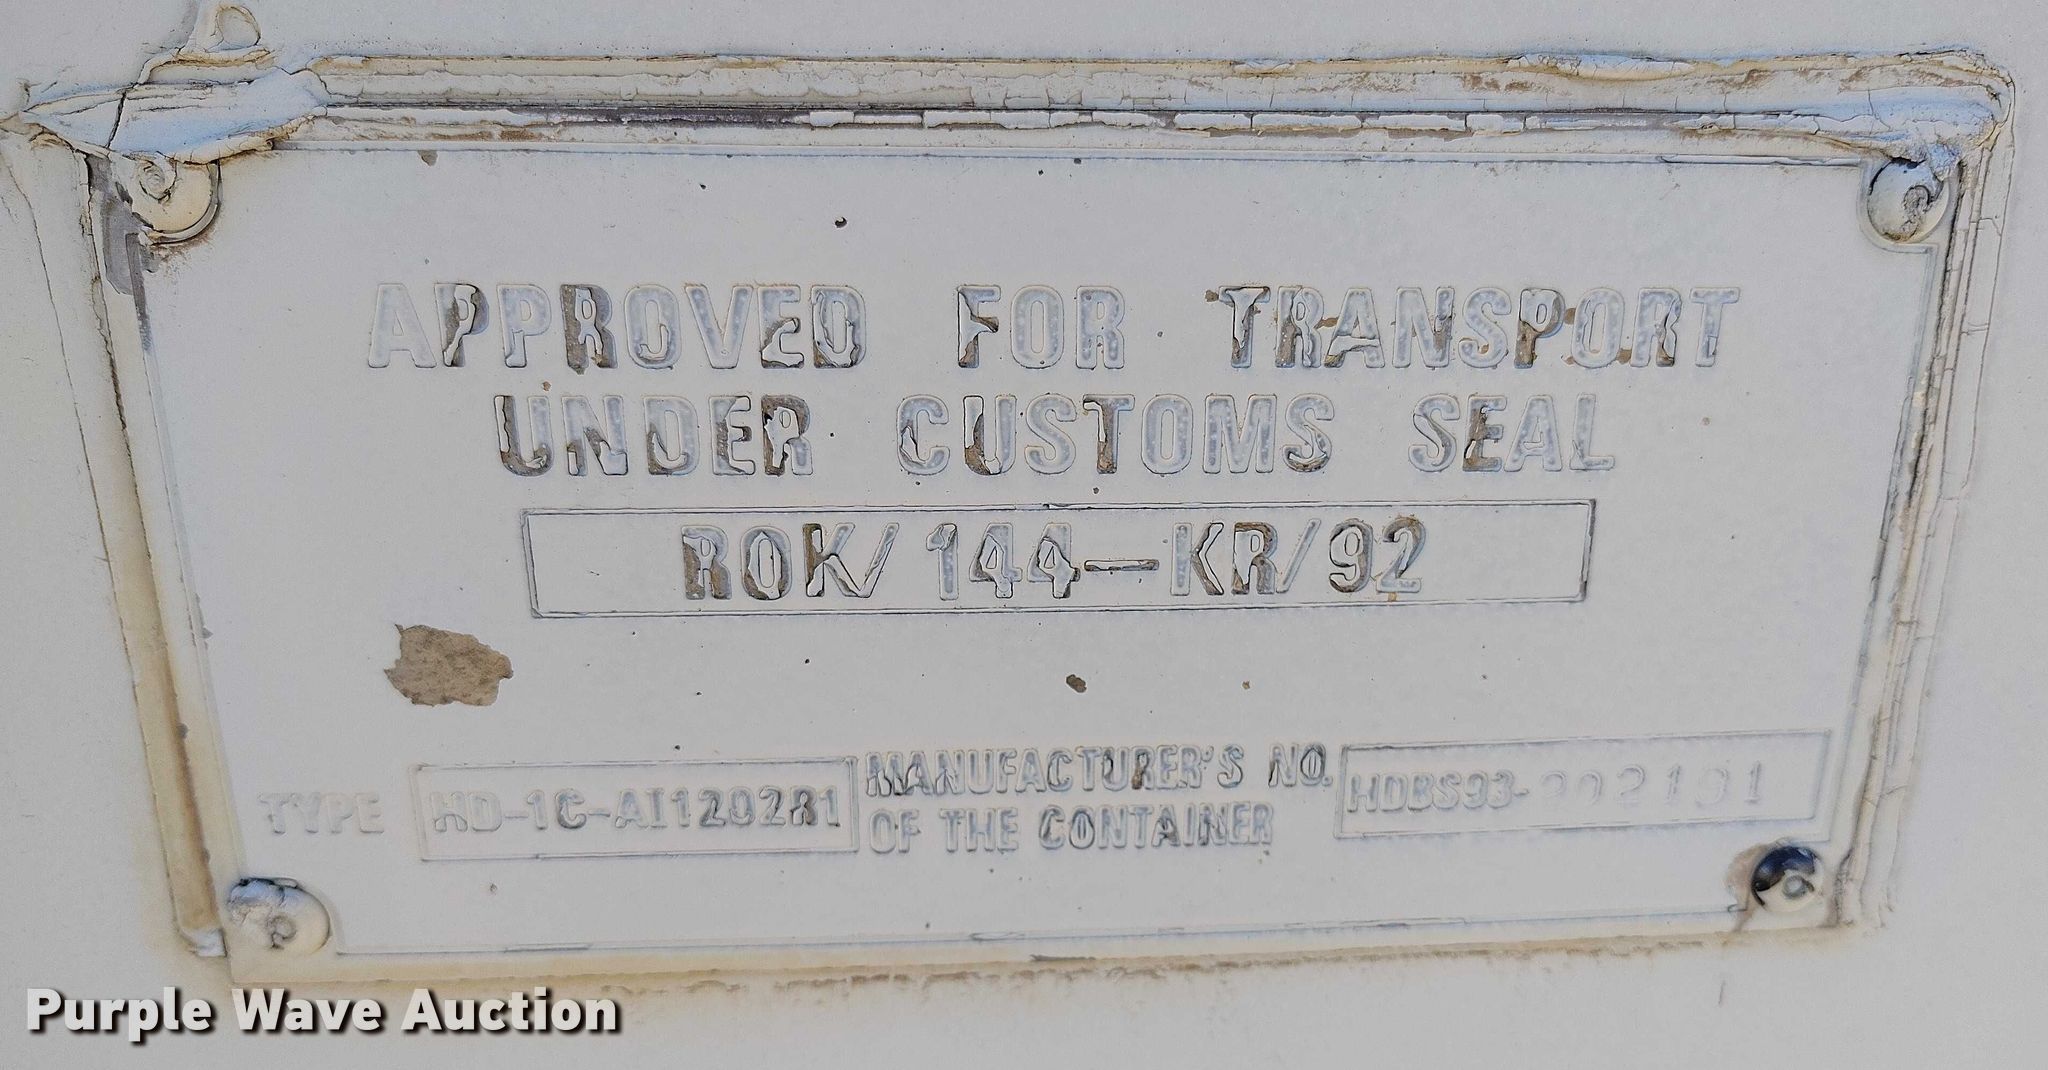 APPROVED FOR TRANSPORT
UNDER CUSTOMS SEAL
ROK/144-KR/92
TYPE HD-1C-AI1202R1 MANUFACTURER'S NO. OF THE CONTAINER
Purple Wave Auction